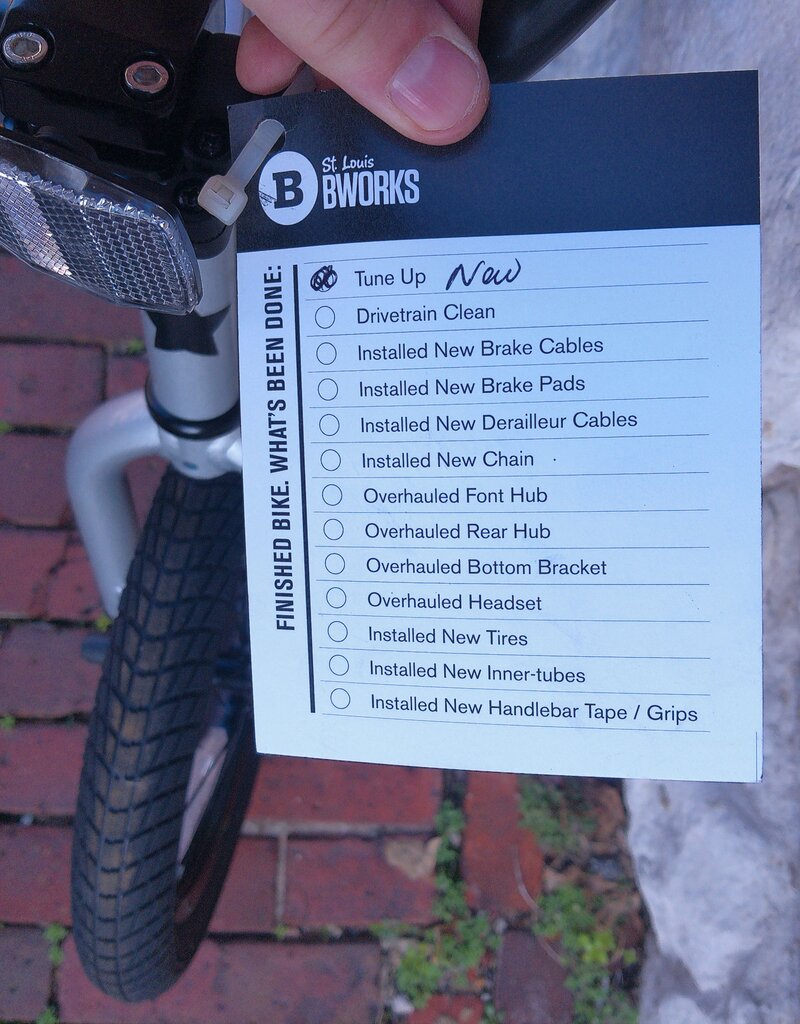 B St. Louis
BWORKS
FINISHED BIKE. WHAT'S BEEN DONE:
Tune Up New
Drivetrain Clean
Installed New Brake Cables
Installed New Brake Pads
Installed New Derailleur Cables
Installed New Chain
Overhauled Font Hub
Overhauled Rear Hub
Overhauled Bottom Bracket
Overhauled Headset
Installed New Tires
Installed New Inner-tubes
Installed New Handlebar Tape / Grips